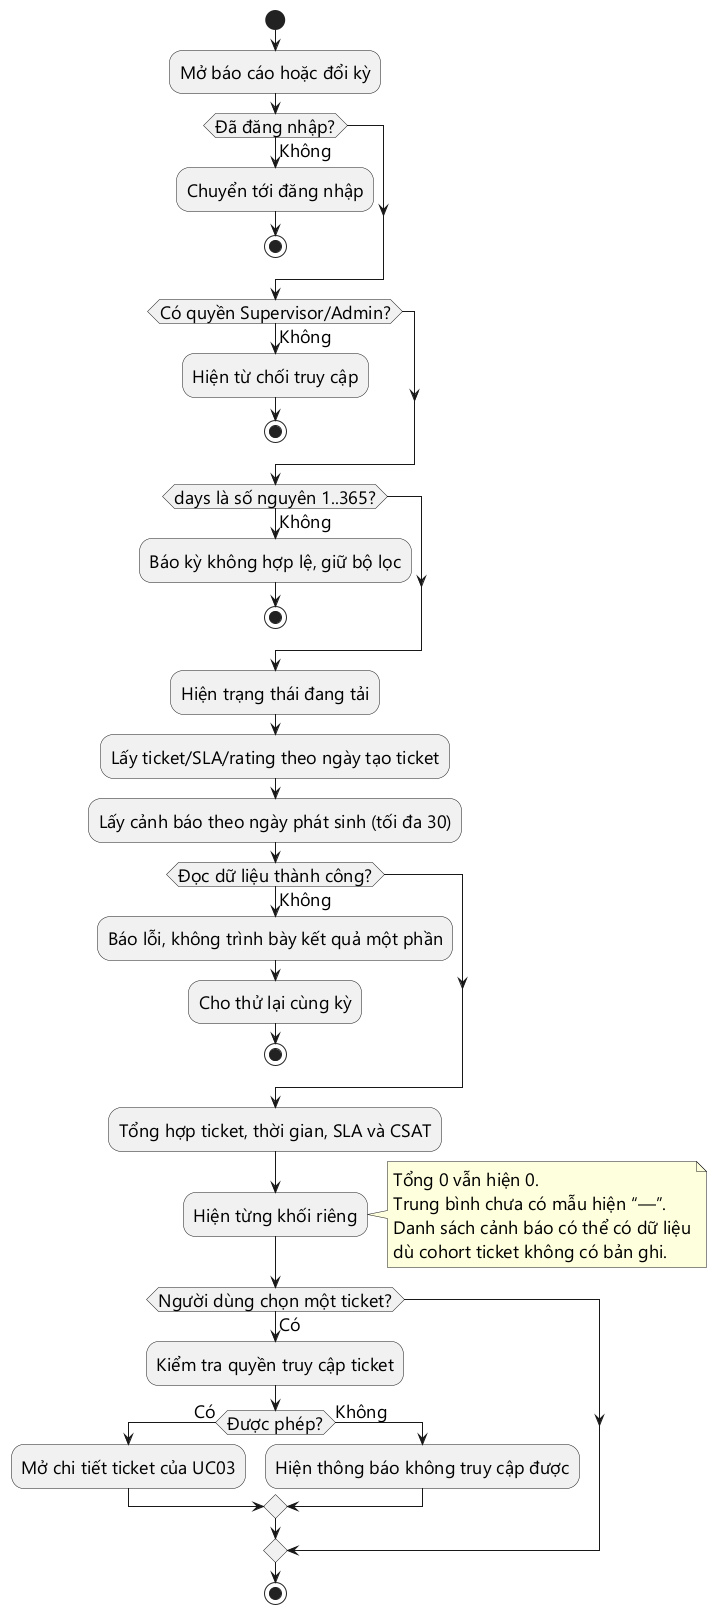 Mở báo cáo hoặc đổi kỳ
Đã đăng nhập?
Không
Chuyển tới đăng nhập
Có quyền Supervisor/Admin?
Không
Hiện từ chối truy cập
days là số nguyên 1..365?
Không
Báo kỳ không hợp lệ, giữ bộ lọc
Hiện trạng thái đang tải
Lấy ticket/SLA/rating theo ngày tạo ticket
Lấy cảnh báo theo ngày phát sinh (tối đa 30)
Đọc dữ liệu thành công?
Không
Báo lỗi, không trình bày kết quả một phần
Cho thử lại cùng kỳ
Tổng hợp ticket, thời gian, SLA và CSAT
Hiện từng khối riêng
Tổng 0 vẫn hiện 0.
Trung bình chưa có mẫu hiện “—”.
Danh sách cảnh báo có thể có dữ liệu
dù cohort ticket không có bản ghi.
Người dùng chọn một ticket?
Có
Kiểm tra quyền truy cập ticket
Có
Được phép?
Không
Mở chi tiết ticket của UC03
Hiện thông báo không truy cập được